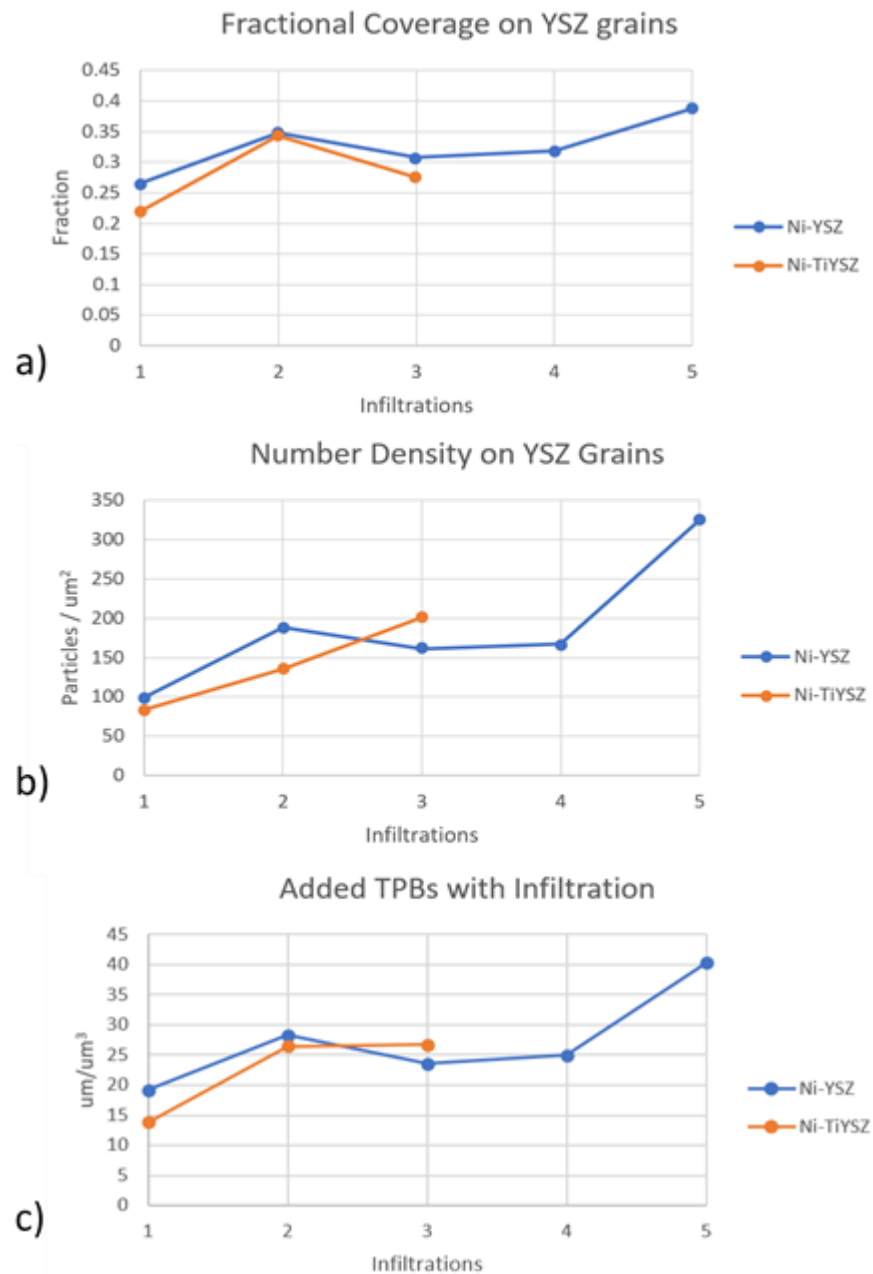 Fractional Coverage on YSZ grains
0.45
0.4
0.35
0.3
0.25
0.2
0.15
0.1
0.05
0
Fraction
Ni-YSZ
Ni-TiYSZ
a)
1 2 3 4 5
Infiltrations
Number Density on YSZ Grains
350
300
250
200
150
100
50
0
Particles / um²
Ni-YSZ
Ni-TiYSZ
b)
1 2 3 4 5
Infiltrations
Added TPBs with Infiltration
45
40
35
30
25
20
15
10
5
0
um/um³
Ni-YSZ
Ni-TiYSZ
c)
1 2 3 4 5
Infiltrations